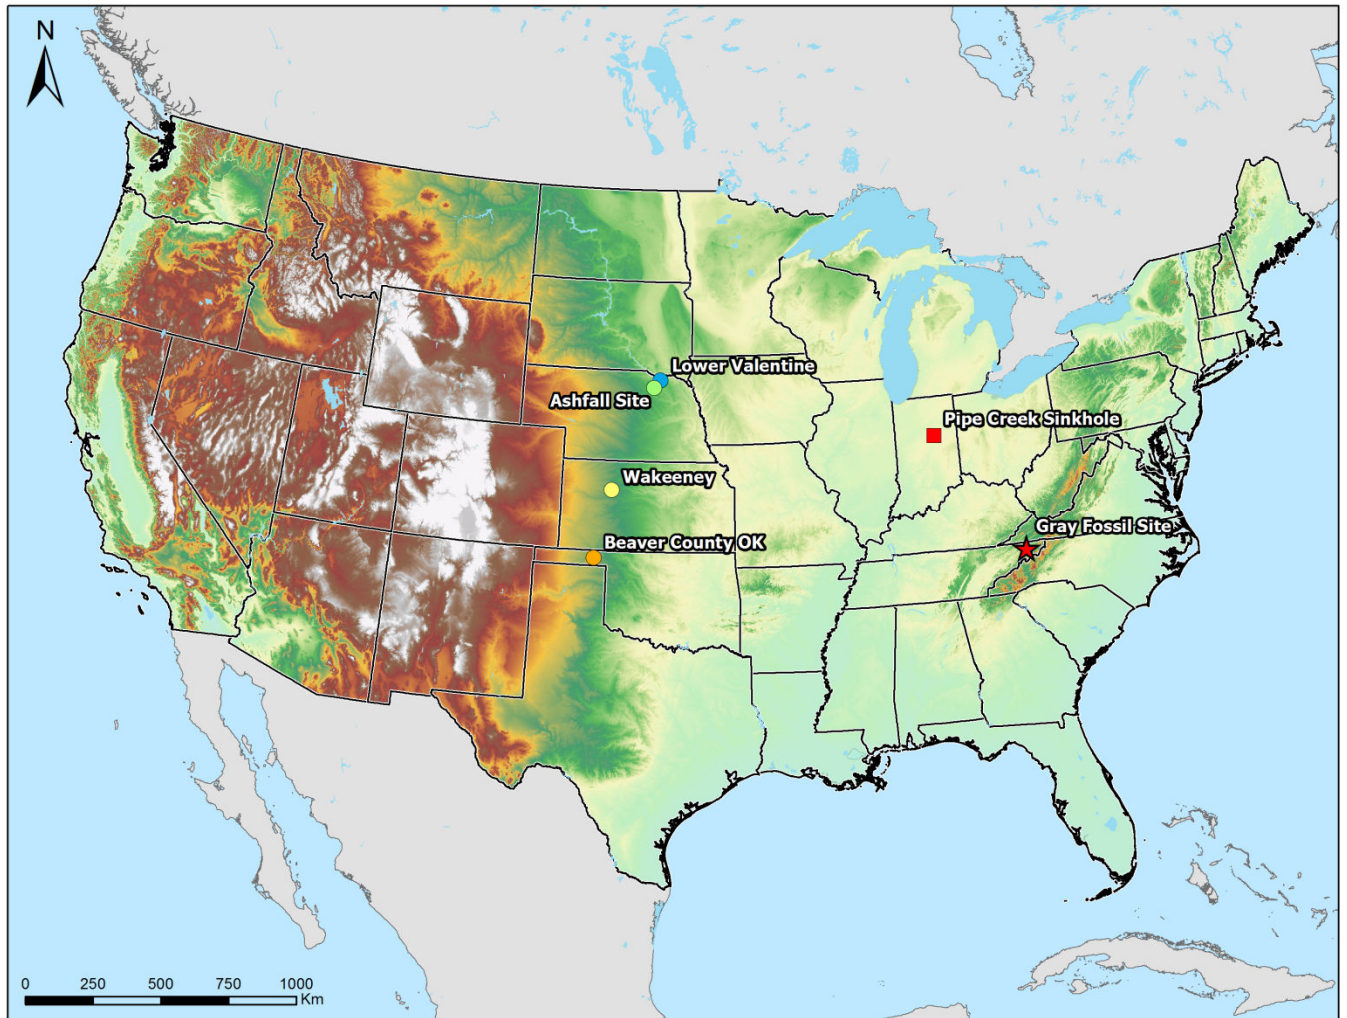 N
Lower Valentine
Ashfall Site
Pipe Creek Sinkhole
Wakeeney
Gray Fossil Site
Beaver County OK
0 250 500 750 1000
Km